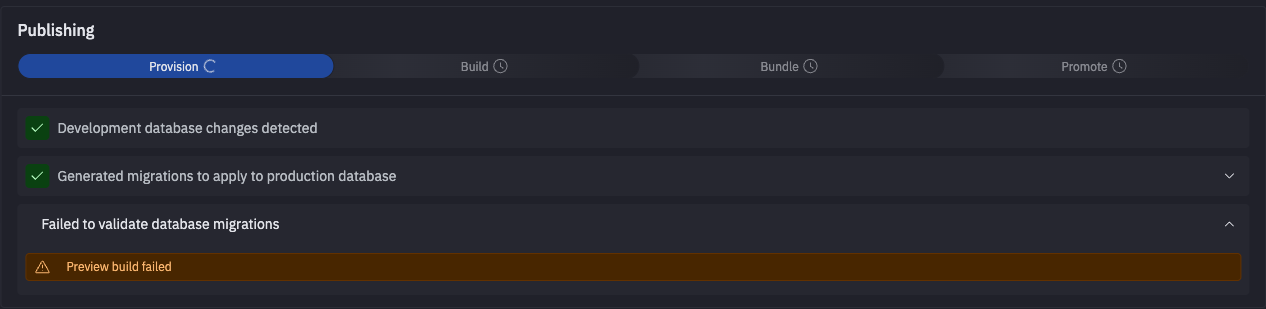 Publishing
Provision
Build
Bundle
Promote
Development database changes detected
Generated migrations to apply to production database
Failed to validate database migrations
Preview build failed